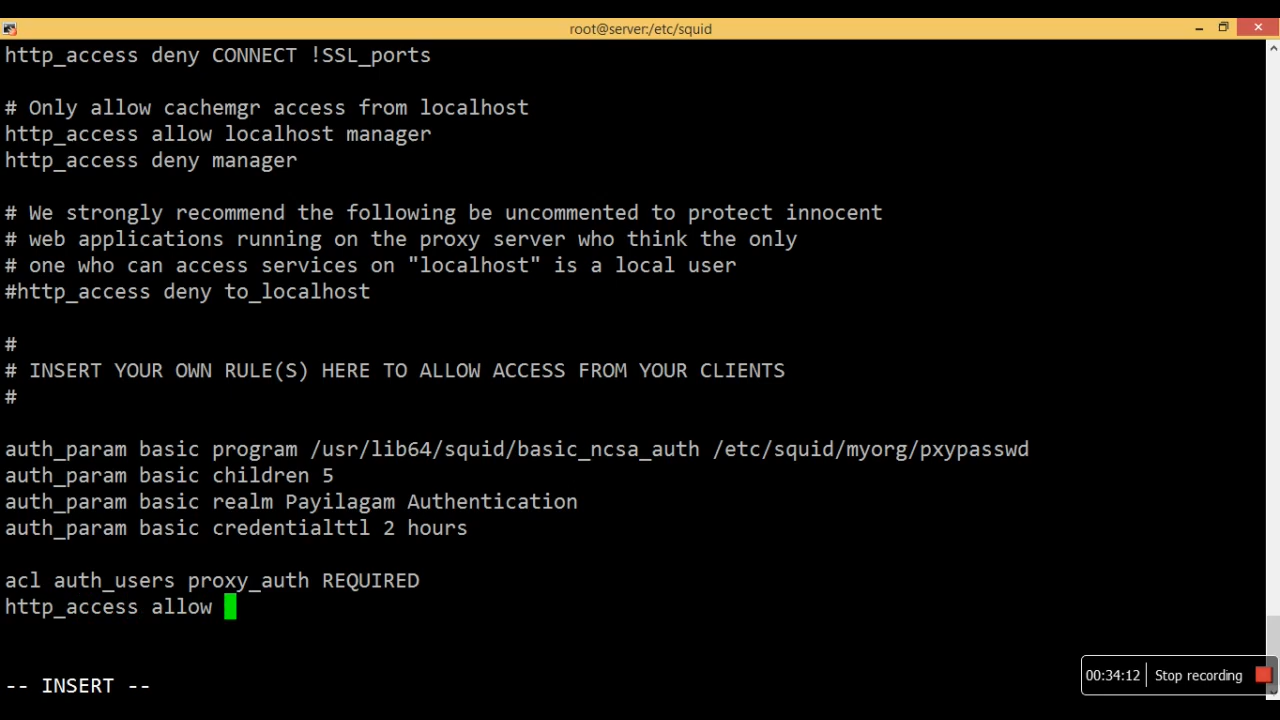 root@server:/etc/squid
http_access deny CONNECT !SSL_ports
# Only allow cachemgr access from localhost
http_access allow localhost manager
http_access deny manager
# We strongly recommend the following be uncommented to protect innocent
# web applications running on the proxy server who think the only
# one who can access services on "localhost" is a local user
#http_access deny to_localhost
#
# INSERT YOUR OWN RULE(S) HERE TO ALLOW ACCESS FROM YOUR CLIENTS
#
auth_param basic program /usr/lib64/squid/basic_ncsa_auth /etc/squid/myorg/pxypasswd
auth_param basic children 5
auth_param basic realm Payilagam Authentication
auth_param basic credentialttl 2 hours
acl auth_users proxy_auth REQUIRED
http_access allow
-- INSERT --
00:34:12 Stop recording